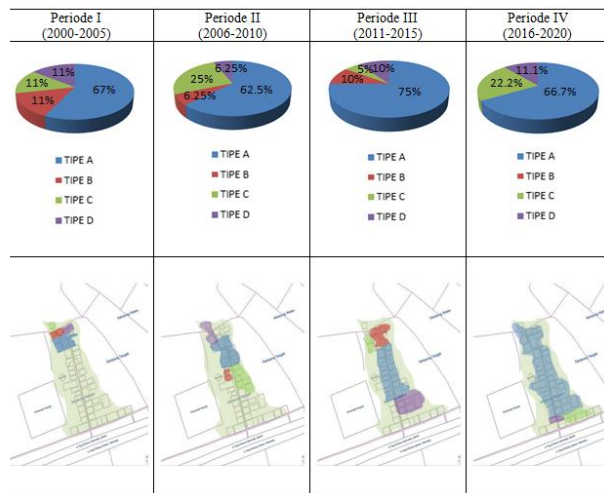 Periode I
(2000-2005)
Periode II
(2006-2010)
Periode III
(2011-2015)
Periode IV
(2016-2020)
11%
11%
11%
67%
6.25%
25%
6.25%
62.5%
5%
10%
10%
75%
11.1%
22.2%
66.7%
TIPE A
TIPE B
TIPE C
TIPE D
TIPE A
TIPE B
TIPE C
TIPE D
TIPE A
TIPE B
TIPE C
TIPE D
TIPE A
TIPE B
TIPE C
TIPE D